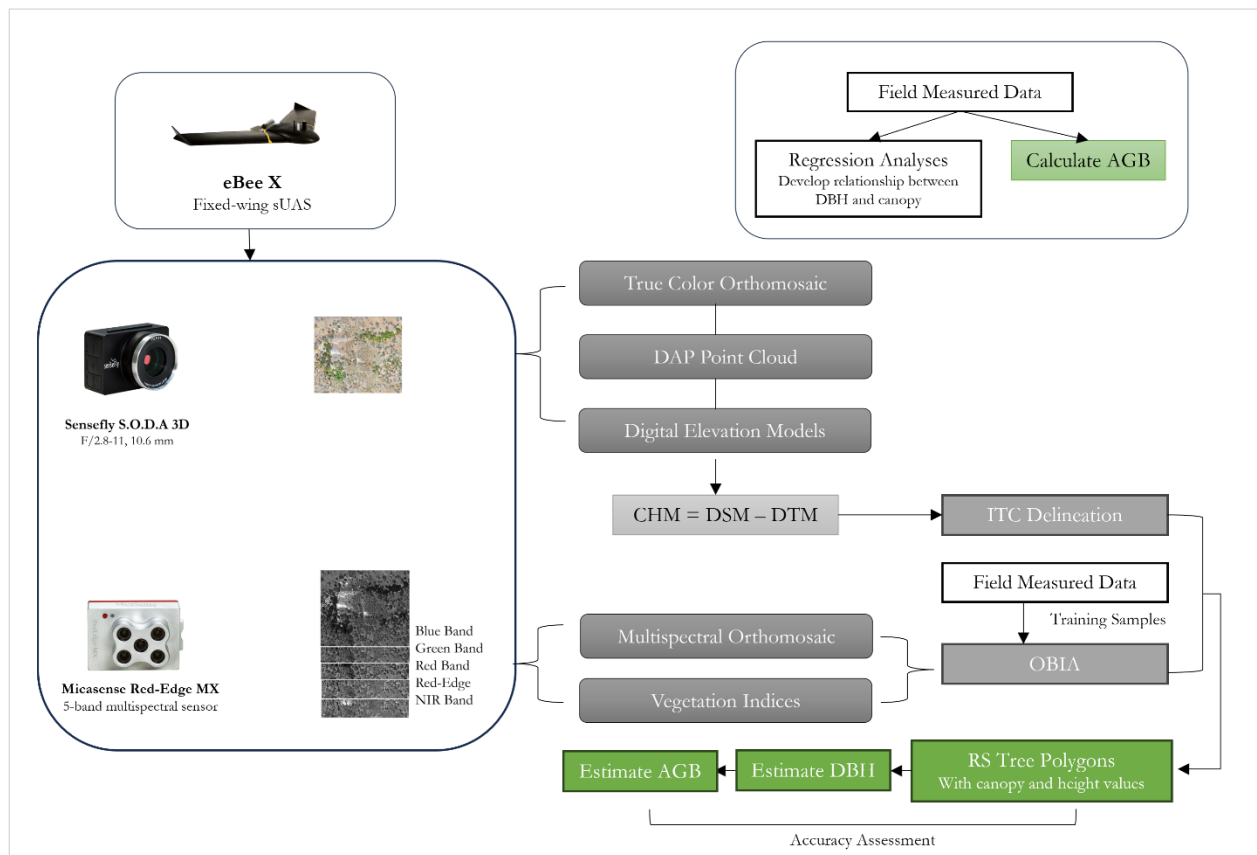 eBee X
Fixed-wing sUAS
Field Measured Data
Regression Analyses
Develop relationship between
DBH and canopy
Calculate AGB
sensefly
Sensefly S.O.D.A 3D
F/2.8-11, 10.6 mm
True Color Orthomosaic
DAP Point Cloud
Digital Elevation Models
CHM = DSM – DTM
ITC Delineation
Field Measured Data
Training Samples
OBIA
Micasense Red-Edge MX
5-band multispectral sensor
Blue Band
Green Band
Red Band
Red-Edge
NIR Band
Multispectral Orthomosaic
Vegetation Indices
Estimate AGB
Estimate DBH
RS Tree Polygons
With canopy and height values
Accuracy Assessment